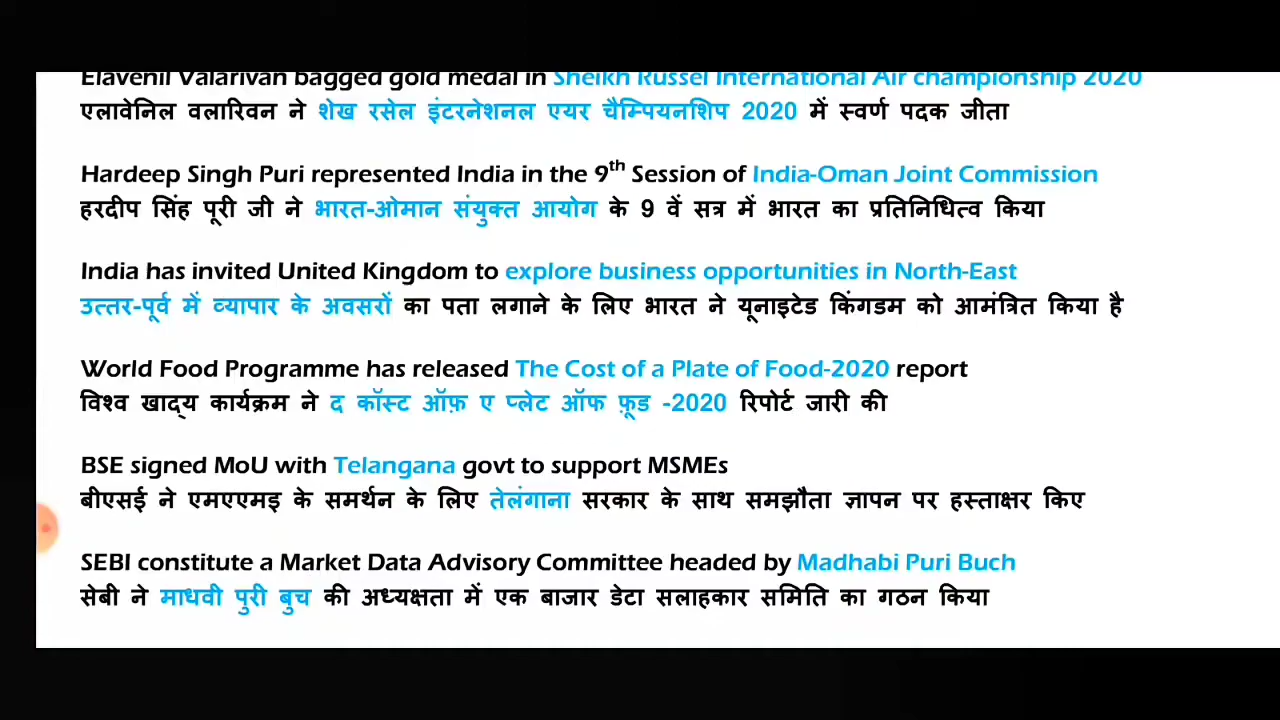 Elavenil Valarivan bagged gold medal in Sheikh Russel International Air championship 2020
एलावेनिल वलारिवन ने शेख रसेल इंटरनेशनल एयर चैम्पियनशिप 2020 में स्वर्ण पदक जीता
Hardeep Singh Puri represented India in the 9th Session of India-Oman Joint Commission
हरदीप सिंह पूरी जी ने भारत-ओमान संयुक्त आयोग के 9 वें सत्र में भारत का प्रतिनिधित्व किया
India has invited United Kingdom to explore business opportunities in North-East
उत्तर-पूर्व में व्यापार के अवसरों का पता लगाने के लिए भारत ने यूनाइटेड किंगडम को आमंत्रित किया है
World Food Programme has released The Cost of a Plate of Food-2020 report
विश्व खाद्य कार्यक्रम ने द कॉस्ट ऑफ़ ए प्लेट ऑफ फ़ूड -2020 रिपोर्ट जारी की
BSE signed MoU with Telangana govt to support MSMEs
बीएसई ने एमएएमइ के समर्थन के लिए तेलंगाना सरकार के साथ समझौता ज्ञापन पर हस्ताक्षर किए
SEBI constitute a Market Data Advisory Committee headed by Madhabi Puri Buch
सेबी ने माधवी पुरी बुच की अध्यक्षता में एक बाजार डेटा सलाहकार समिति का गठन किया